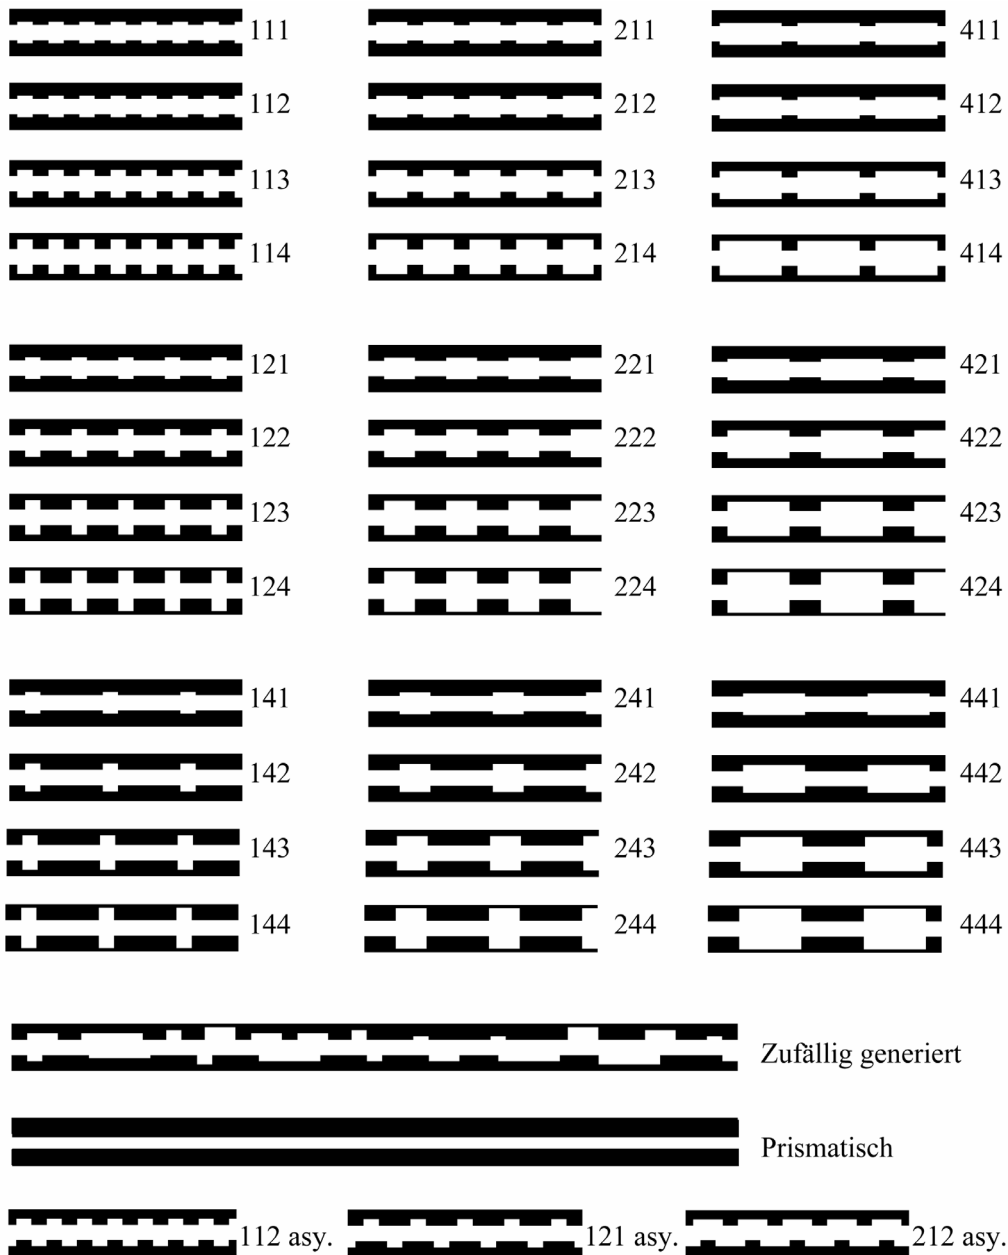 111 211 411
112 212 412
113 213 413
114 214 414
121 221 421
122 222 422
123 223 423
124 224 424
141 241 441
142 242 442
143 243 443
144 244 444
Zufällig generiert
Prismatisch
112 asy. 121 asy. 212 asy.